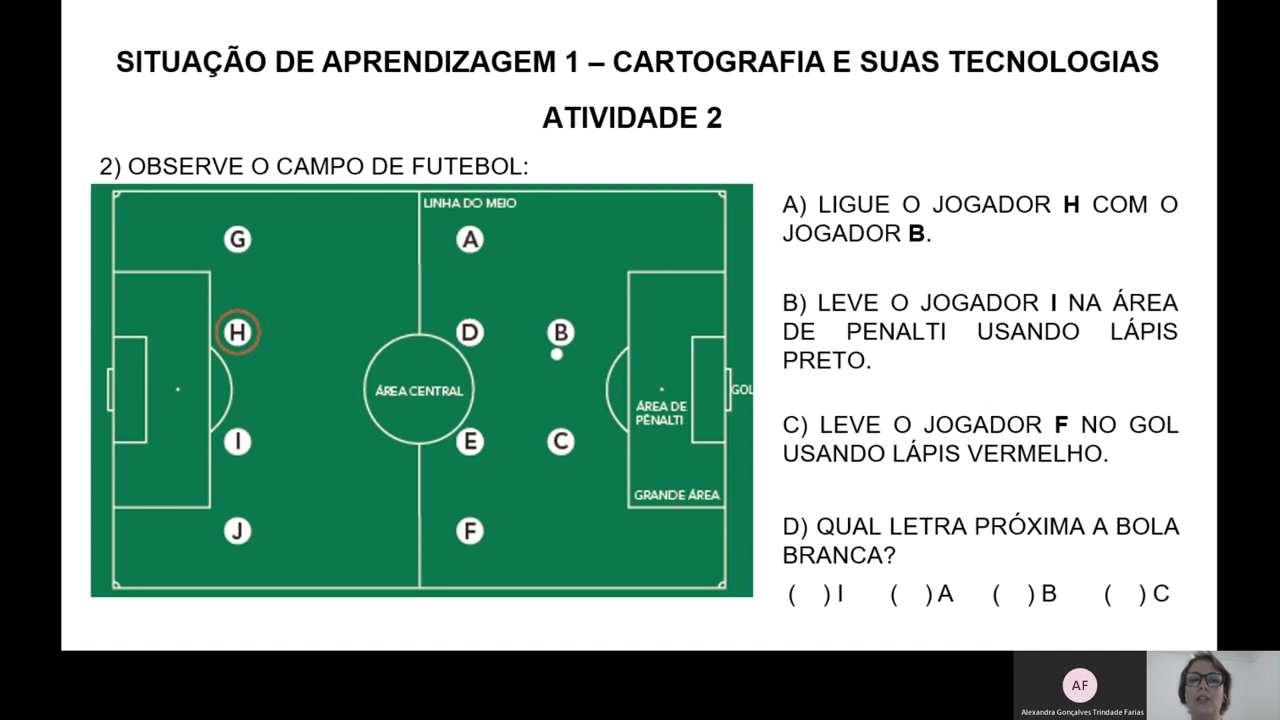 SITUAÇÃO DE APRENDIZAGEM 1 – CARTOGRAFIA E SUAS TECNOLOGIAS
ATIVIDADE 2
2) OBSERVE O CAMPO DE FUTEBOL:
LINHA DO MEIO
G
A
H
D
B
ÁREA CENTRAL
GOL
ÁREA DE
PÊNALTI
I
E
C
GRANDE ÁREA
J
F
A) LIGUE O JOGADOR H COM O
JOGADOR B.
B) LEVE O JOGADOR I NA ÁREA
DE PENALTI USANDO LÁPIS
PRETO.
C) LEVE O JOGADOR F NO GOL
USANDO LÁPIS VERMELHO.
D) QUAL LETRA PRÓXIMA A BOLA
BRANCA?
( ) I ( ) A ( ) B ( ) C
AF
Alexandra Gonçalves Trindade Farias